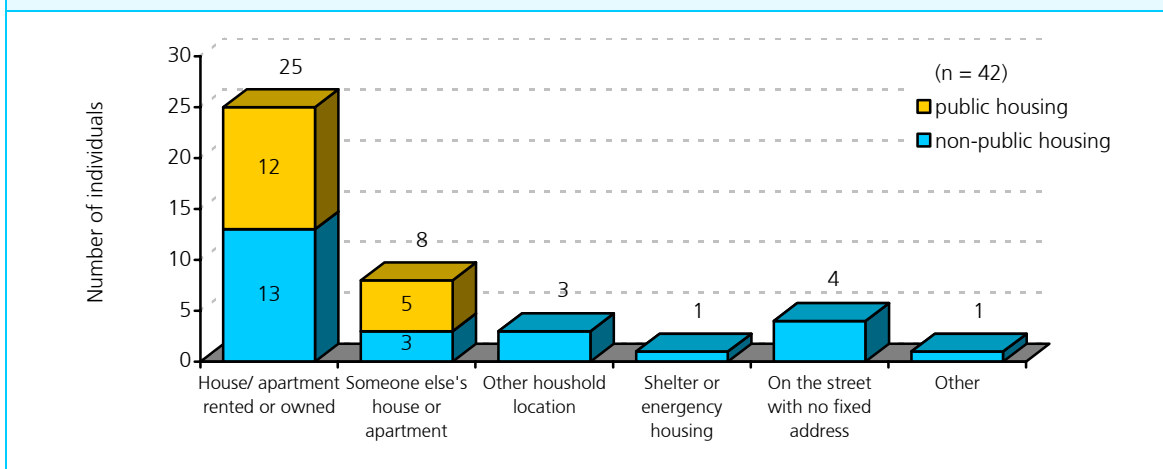 30
25
20
15
10
5
0
Number of individuals
25
12
13
8
5
3
3
1
4
1
(n = 42)
public housing
non-public housing
House/ apartment
rented or owned
Someone else's
house or
apartment
Other houshold
location
Shelter or
energency
housing
On the street
with no fixed
address
Other